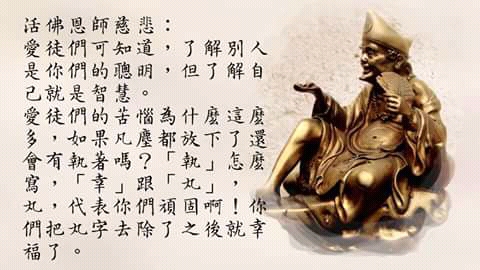 活佛恩師慈悲：
愛徒們可知道，了解別人
是你們的聰明，但了解自
己就是智慧。
愛徒們的苦惱為什麼這麼
多，如果凡塵都放下了還
會有執著嗎？「執」怎麼
寫，「幸」跟「丸」，
丸，代表你們頑固啊！你
們把丸字去除了之後就幸
福了。